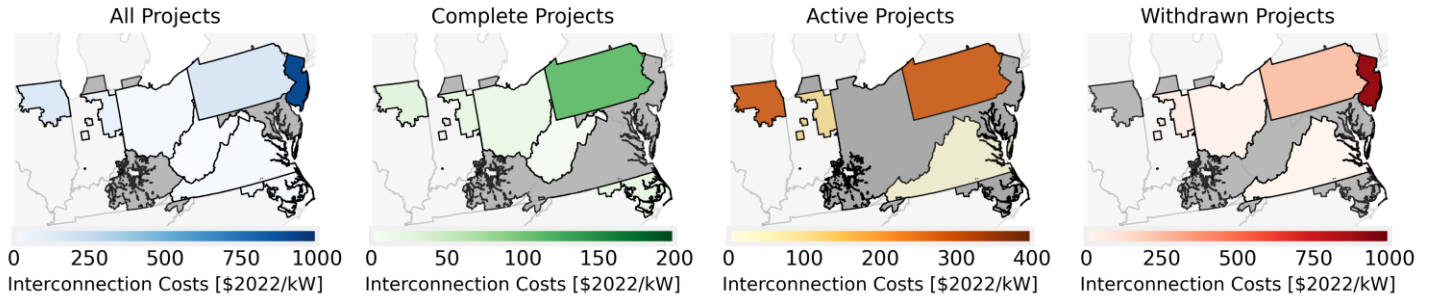 All Projects
Complete Projects
Active Projects
Withdrawn Projects
0 250 500 750 1000
0 50 100 150 200
0 100 200 300 400
0 250 500 750 1000
Interconnection Costs [$2022/kW]
Interconnection Costs [$2022/kW]
Interconnection Costs [$2022/kW]
Interconnection Costs [$2022/kW]